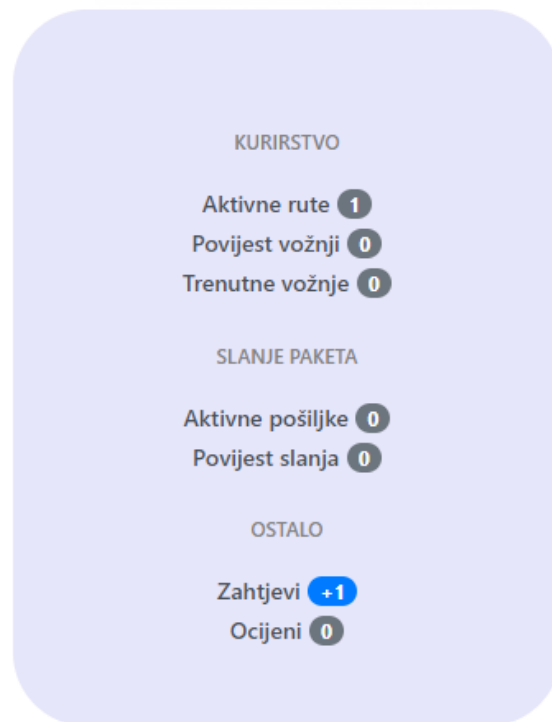 KURIRSTVO
Aktivne rute 1
Povijest vožnji 0
Trenutne vožnje 0
SLANJE PAKETA
Aktivne pošiljke 0
Povijest slanja 0
OSTALO
Zahtjevi +1
Ocijeni 0